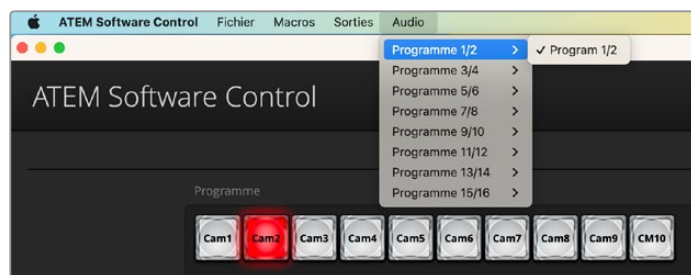 ATEM Software Control Fichier Macros Sorties Audio
Programme 1/2 > ✓ Program 1/2
Programme 3/4 >
Programme 5/6 >
Programme 7/8 >
Programme 9/10 >
Programme 11/12 >
Programme 13/14 >
Programme 15/16 >
ATEM Software Control
Programme
Cam1 Cam2 Cam3 Cam4 Cam5 Cam6 Cam7 Cam8 Cam9 CM10